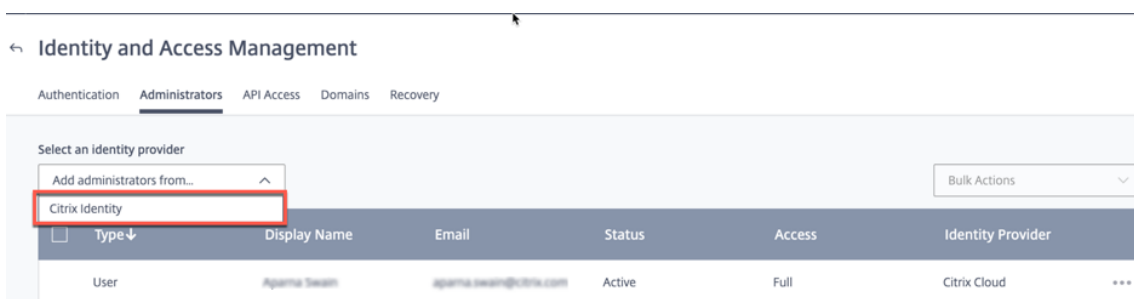 Identity and Access Management
Authentication Administrators API Access Domains Recovery
Select an identity provider
Add administrators from...
Bulk Actions
Citrix Identity
Type Display Name Email Status Access Identity Provider
User Active Full Citrix Cloud